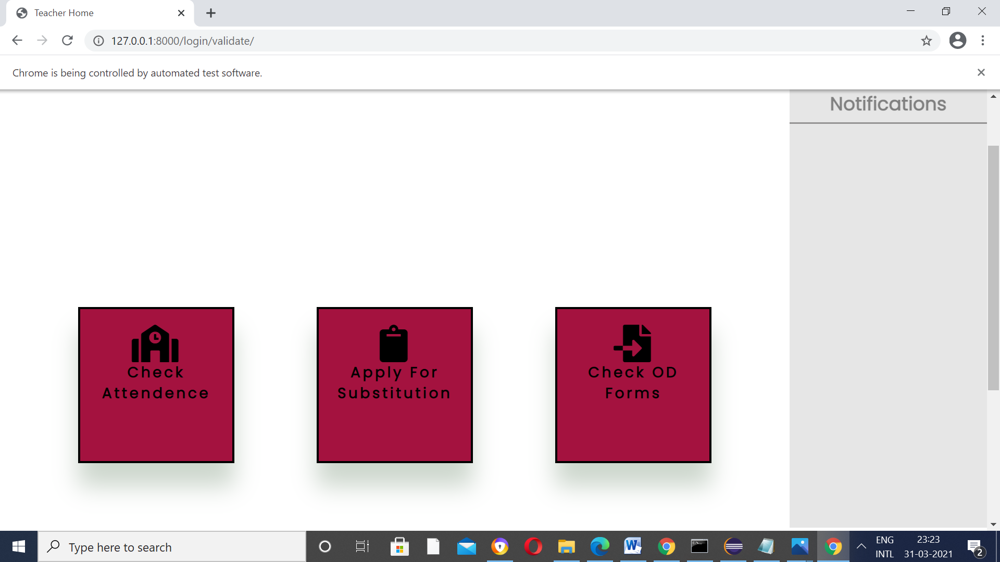 Teacher Home
127.0.0.1:8000/login/validate/
Chrome is being controlled by automated test software.
Notifications
Check
Attendence
Apply For
Substitution
Check OD
Forms
Type here to search
ENG
INTL
23:23
31-03-2021
2